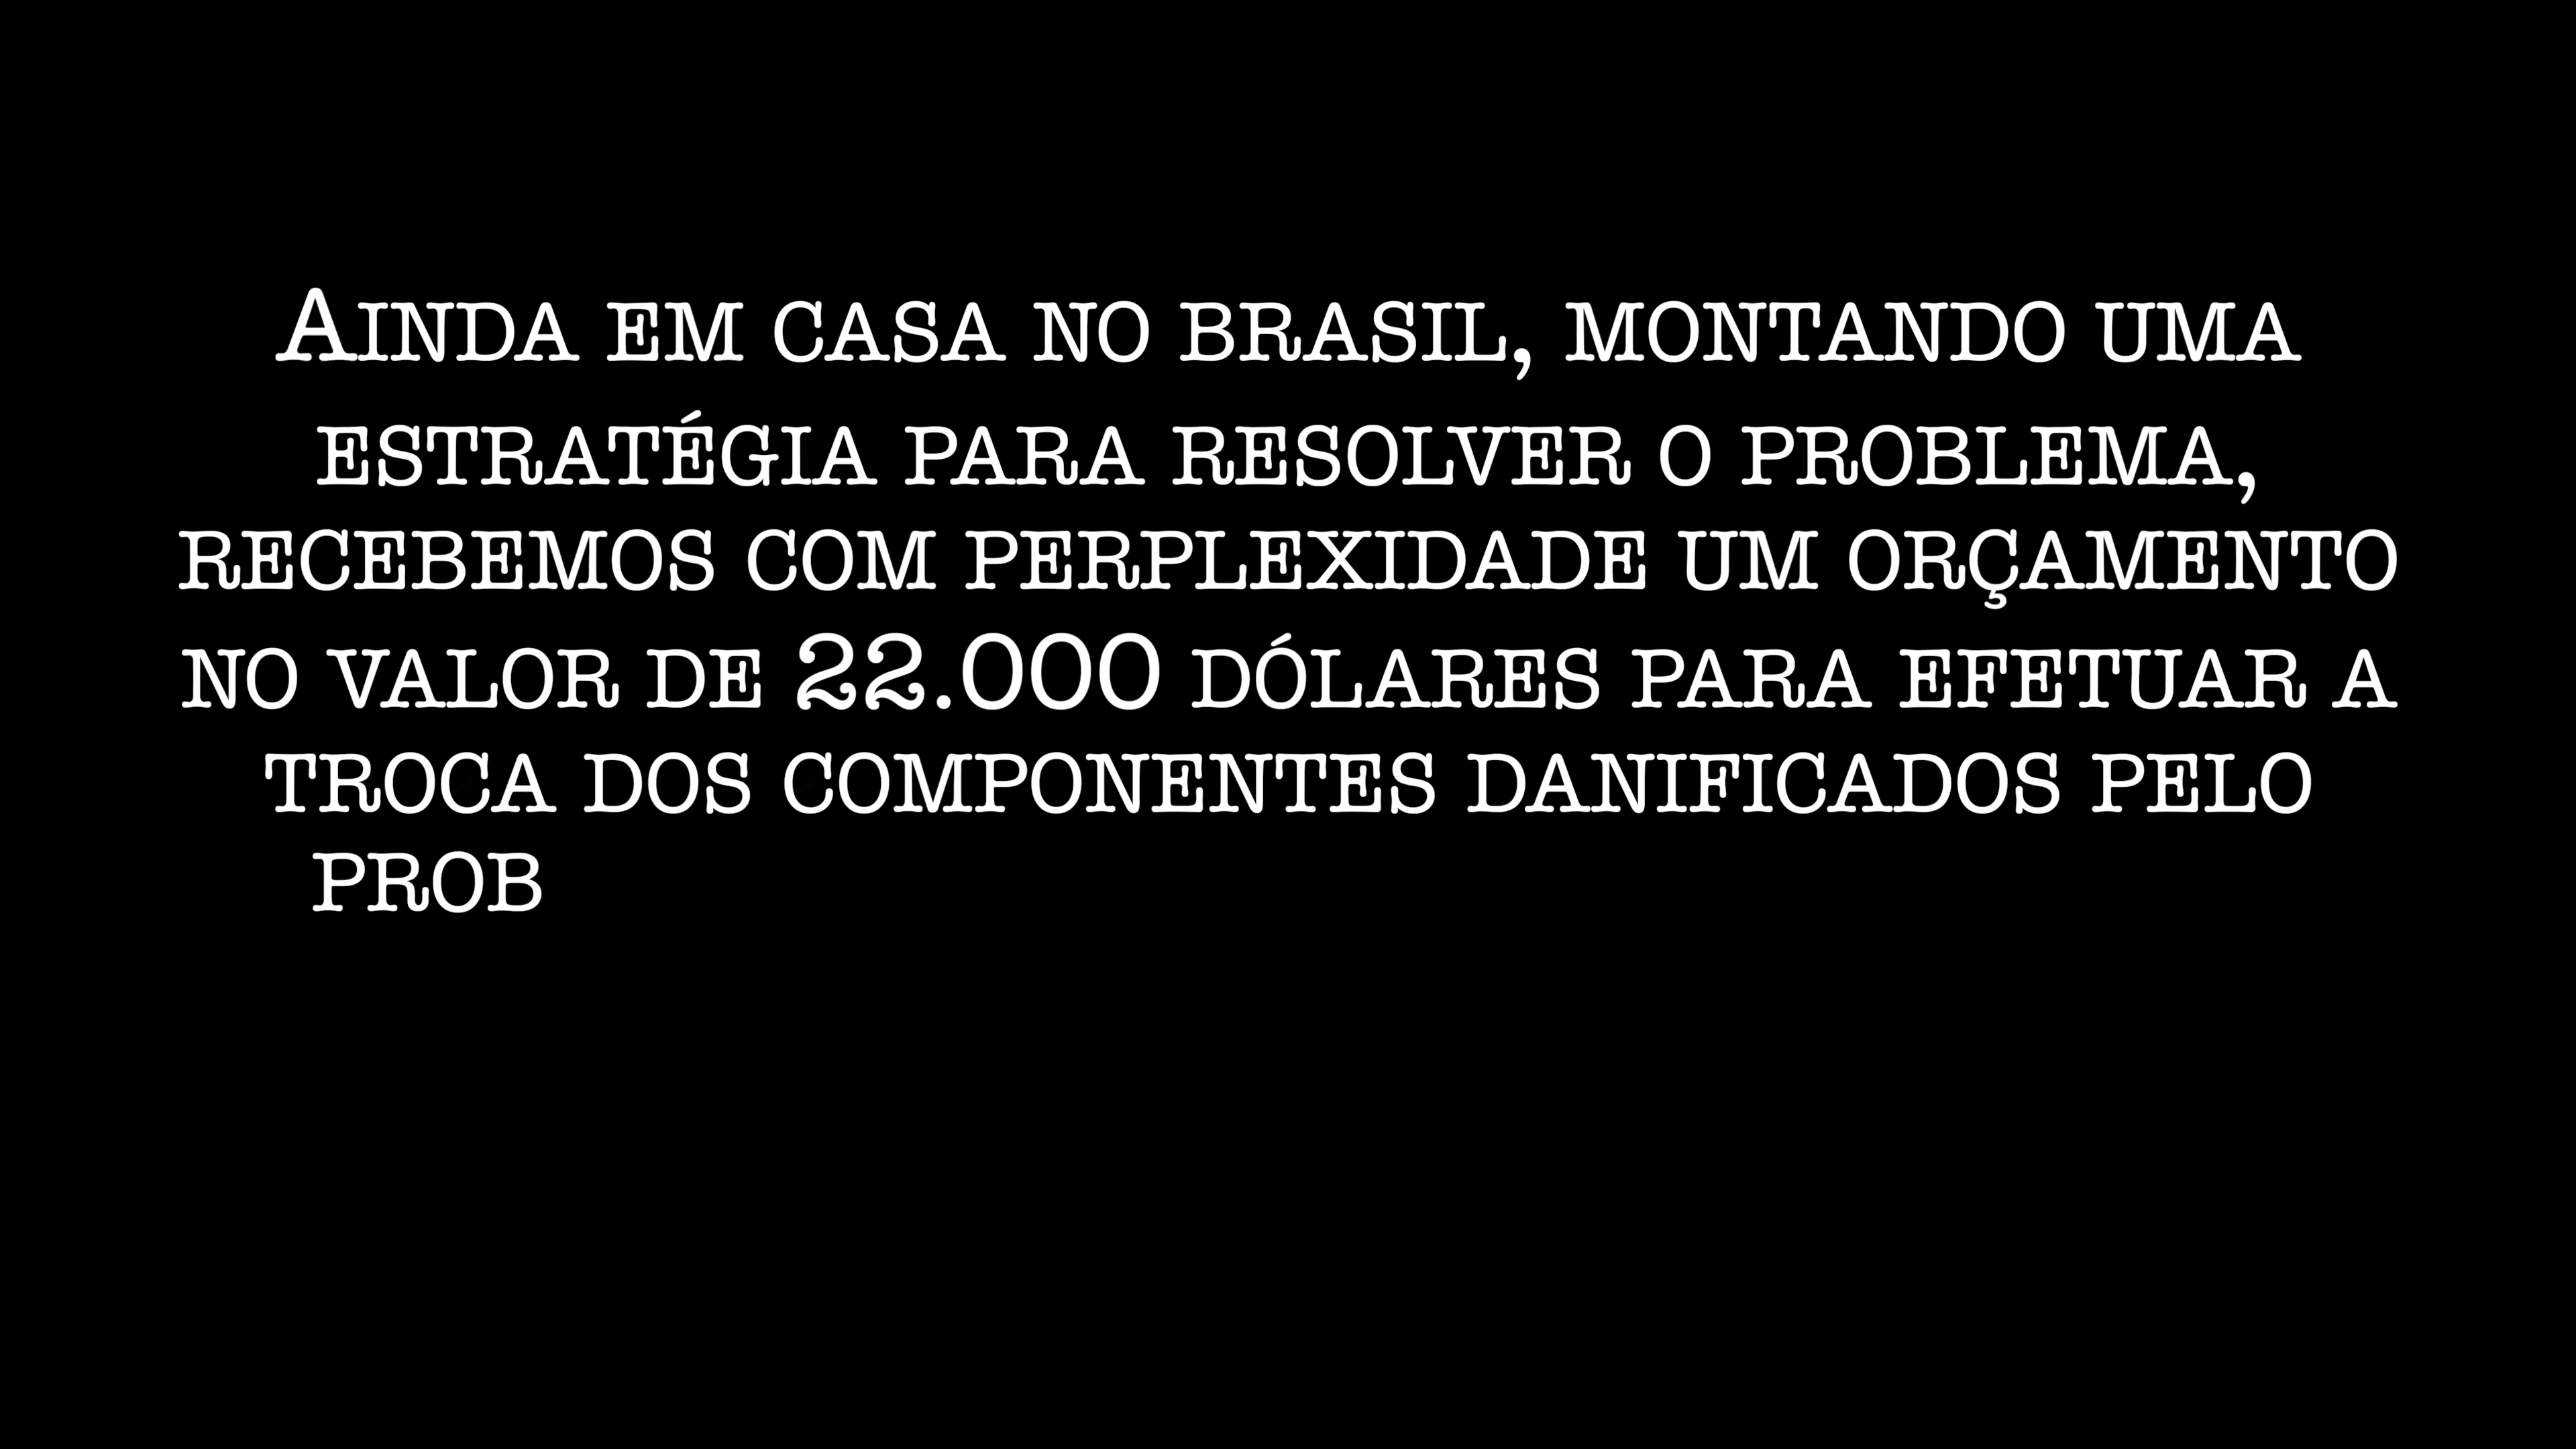 Ainda em casa no brasil, montando uma
estratégia para resolver o problema,
recebemos com perplexidade um orçamento
no valor de 22.000 dólares para efetuar a
troca dos componentes danificados pelo
prob